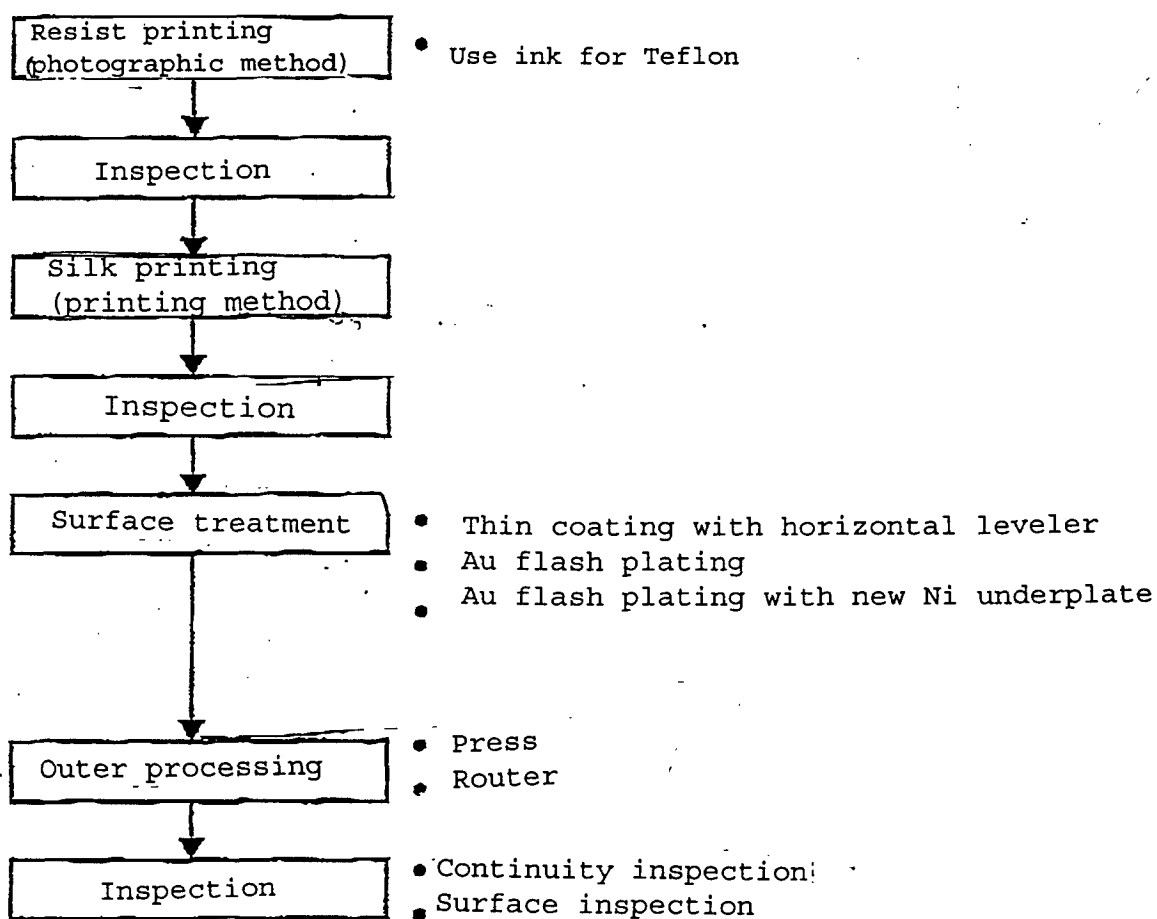 Resist printing
(photographic method)
• Use ink for Teflon
Inspection
Silk printing
(printing method)
Inspection
Surface treatment
• Thin coating with horizontal leveler
• Au flash plating
• Au flash plating with new Ni underplate
Outer processing
• Press
• Router
Inspection
• Continuity inspection
• Surface inspection